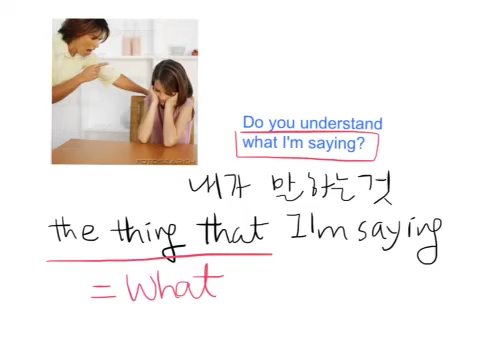 Do you understand
what I'm saying?
내가 말하는것
the thing that I'm saying
= What